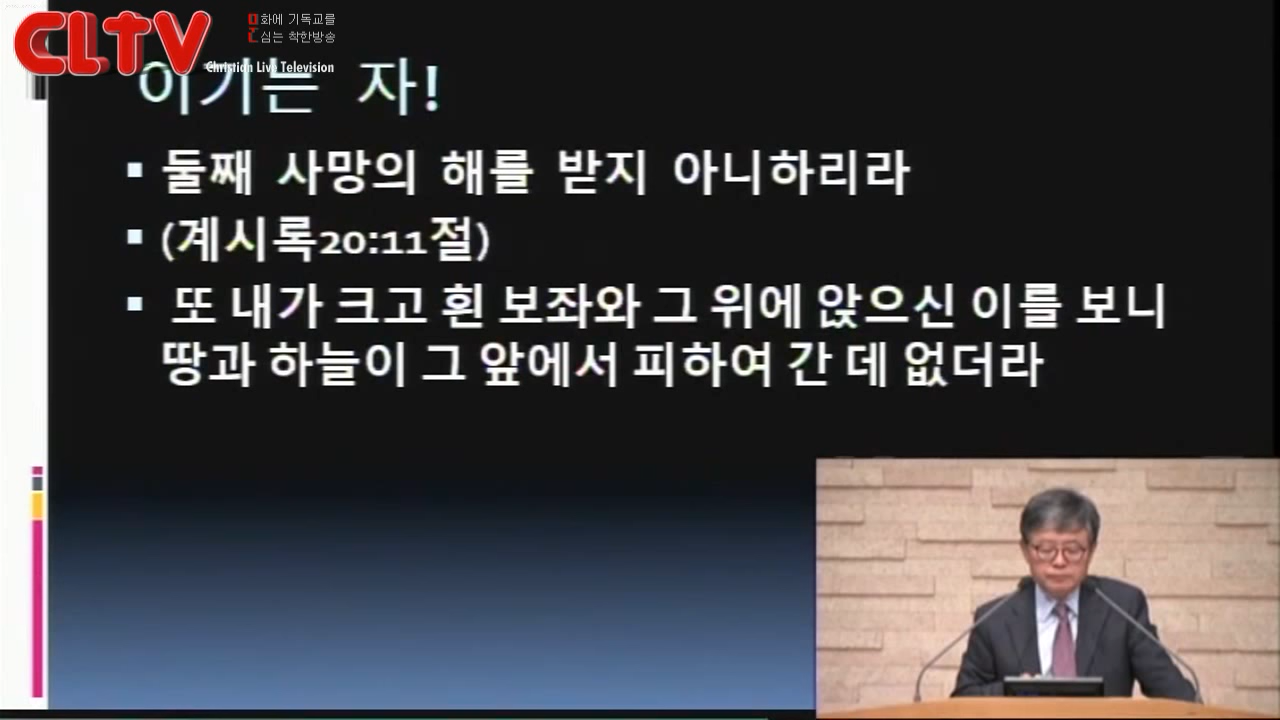 CLTV
화에 기독교를
심는 착한방송
Christian Live Television
이기는 자!
둘째 사망의 해를 받지 아니하리라
(계시록20:11절)
또 내가 크고 흰 보좌와 그 위에 앉으신 이를 보니
땅과 하늘이 그 앞에서 피하여 간 데 없더라